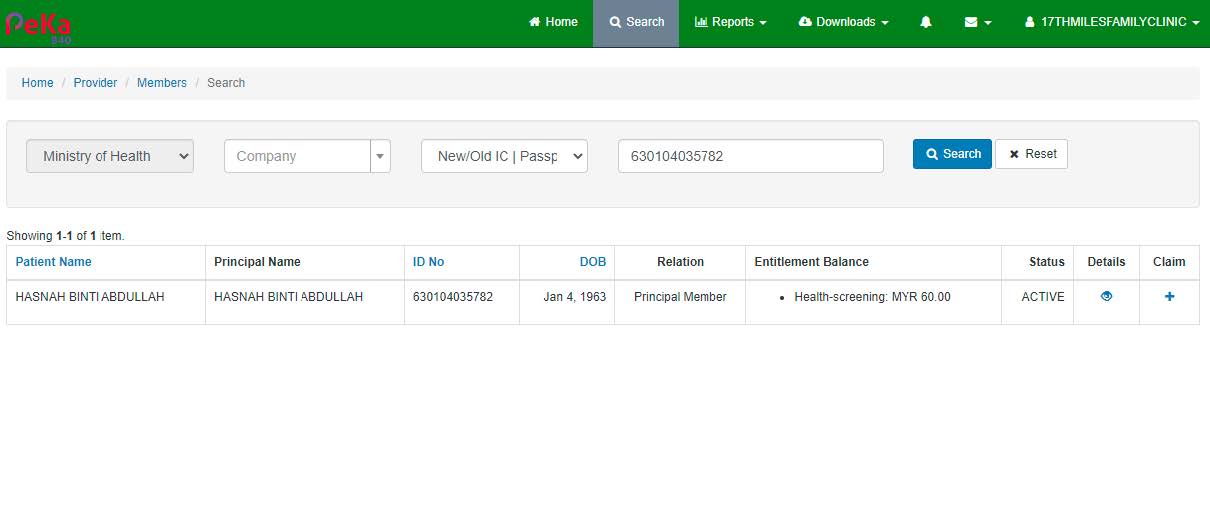 PeKa
B40
Home
Search
Reports
Downloads
17THMILESFAMILYCLINIC
Home / Provider / Members / Search
Ministry of Health
Company
New/Old IC | Passp
630104035782
Search
Reset
Showing 1-1 of 1 item.
Patient Name Principal Name ID No DOB Relation Entitlement Balance Status Details Claim
HASNAH BINTI ABDULLAH HASNAH BINTI ABDULLAH 630104035782 Jan 4, 1963 Principal Member • Health-screening: MYR 60.00 ACTIVE